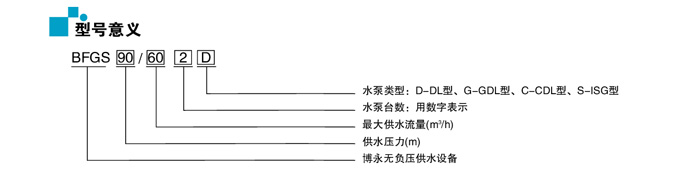 型号意义
BFGS 90 / 60 2 D
水泵类型：D-DL型、G-GDL型、C-CDL型、S-ISG型
水泵台数：用数字表示
最大供水流量(m³/h)
供水压力(m)
博永无负压供水设备